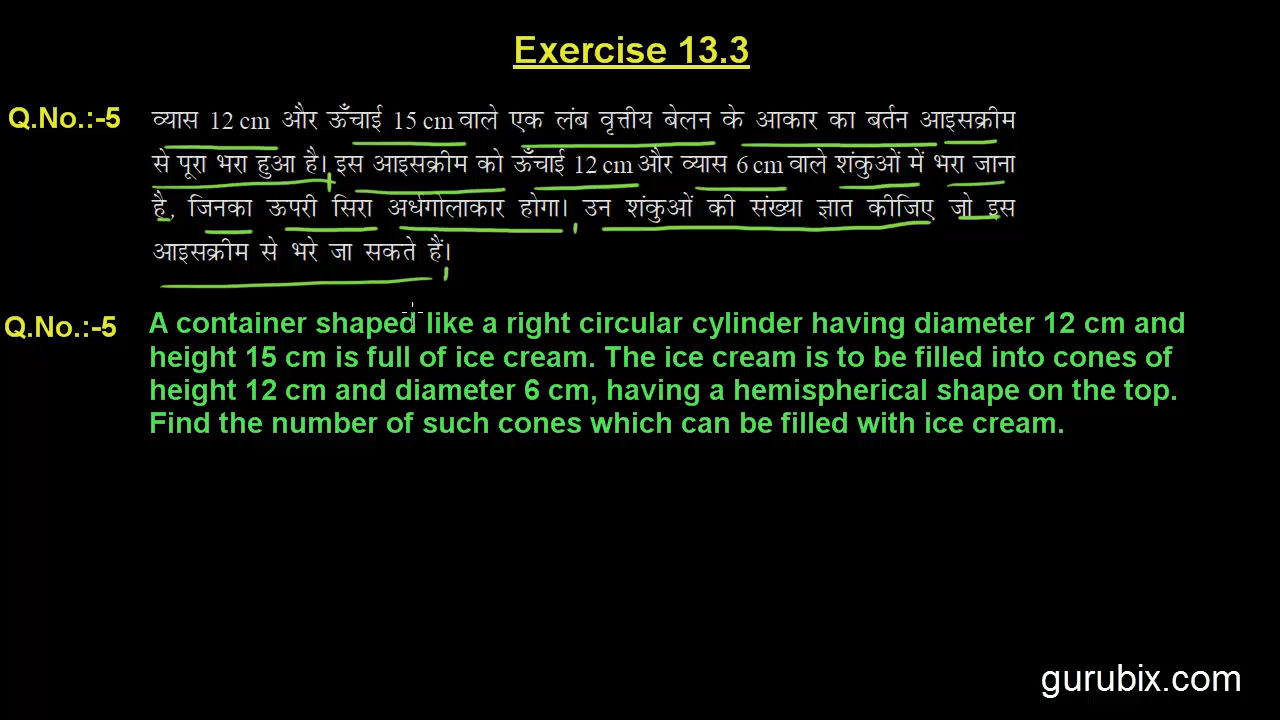 Exercise 13.3
Q.No.:-5 व्यास 12 cm और ऊँचाई 15 cm वाले एक लंब वृत्तीय बेलन के आकार का बर्तन आइसक्रीम
से पूरा भरा हुआ है। इस आइसक्रीम को ऊँचाई 12 cm और व्यास 6 cm वाले शंकुओं में भरा जाना
है, जिनका ऊपरी सिरा अर्धगोलाकार होगा। उन शंकुओं की संख्या ज्ञात कीजिए जो इस
आइसक्रीम से भरे जा सकते हैं।
Q.No.:-5 A container shaped like a right circular cylinder having diameter 12 cm and
height 15 cm is full of ice cream. The ice cream is to be filled into cones of
height 12 cm and diameter 6 cm, having a hemispherical shape on the top.
Find the number of such cones which can be filled with ice cream.
gurubix.com